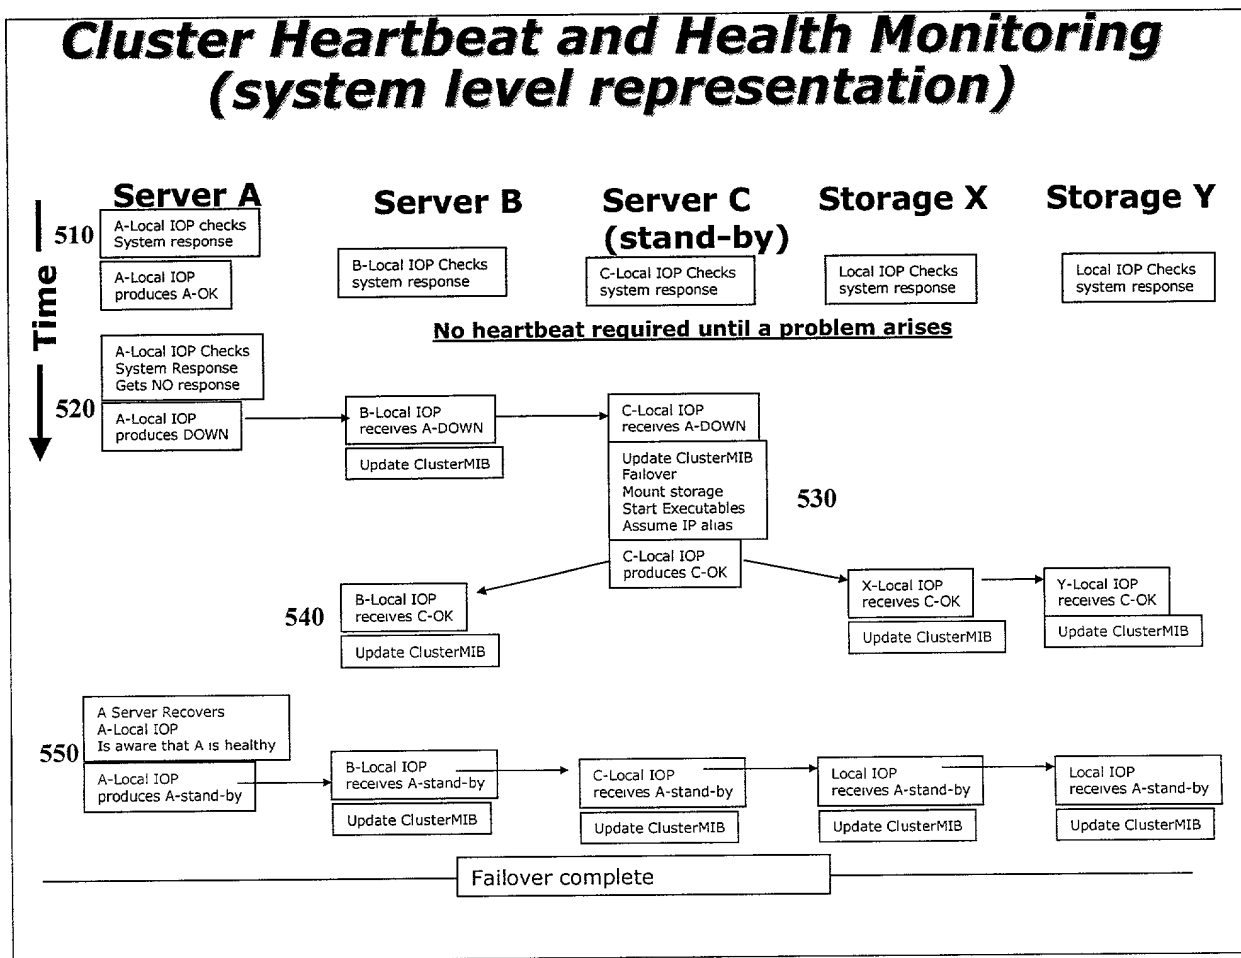 Cluster Heartbeat and Health Monitoring
(system level representation)
Server A
Server B
Server C
(stand-by)
Storage X
Storage Y
Time
510
A-Local IOP checks
System response
A-Local IOP
produces A-OK
B-Local IOP Checks
system response
C-Local IOP Checks
system response
Local IOP Checks
system response
Local IOP Checks
system response
No heartbeat required until a problem arises
A-Local IOP Checks
System Response
Gets NO response
520
A-Local IOP
produces DOWN
B-Local IOP
receives A-DOWN
Update ClusterMIB
C-Local IOP
receives A-DOWN
Update ClusterMIB
Failover
Mount storage
Start Executables
Assume IP alias
530
C-Local IOP
produces C-OK
540
B-Local IOP
receives C-OK
Update ClusterMIB
X-Local IOP
receives C-OK
Update ClusterMIB
Y-Local IOP
receives C-OK
Update ClusterMIB
550
A Server Recovers
A-Local IOP
Is aware that A is healthy
A-Local IOP
produces A-stand-by
B-Local IOP
receives A-stand-by
Update ClusterMIB
C-Local IOP
receives A-stand-by
Update ClusterMIB
Local IOP
receives A-stand-by
Update ClusterMIB
Local IOP
receives A-stand-by
Update ClusterMIB
Failover complete